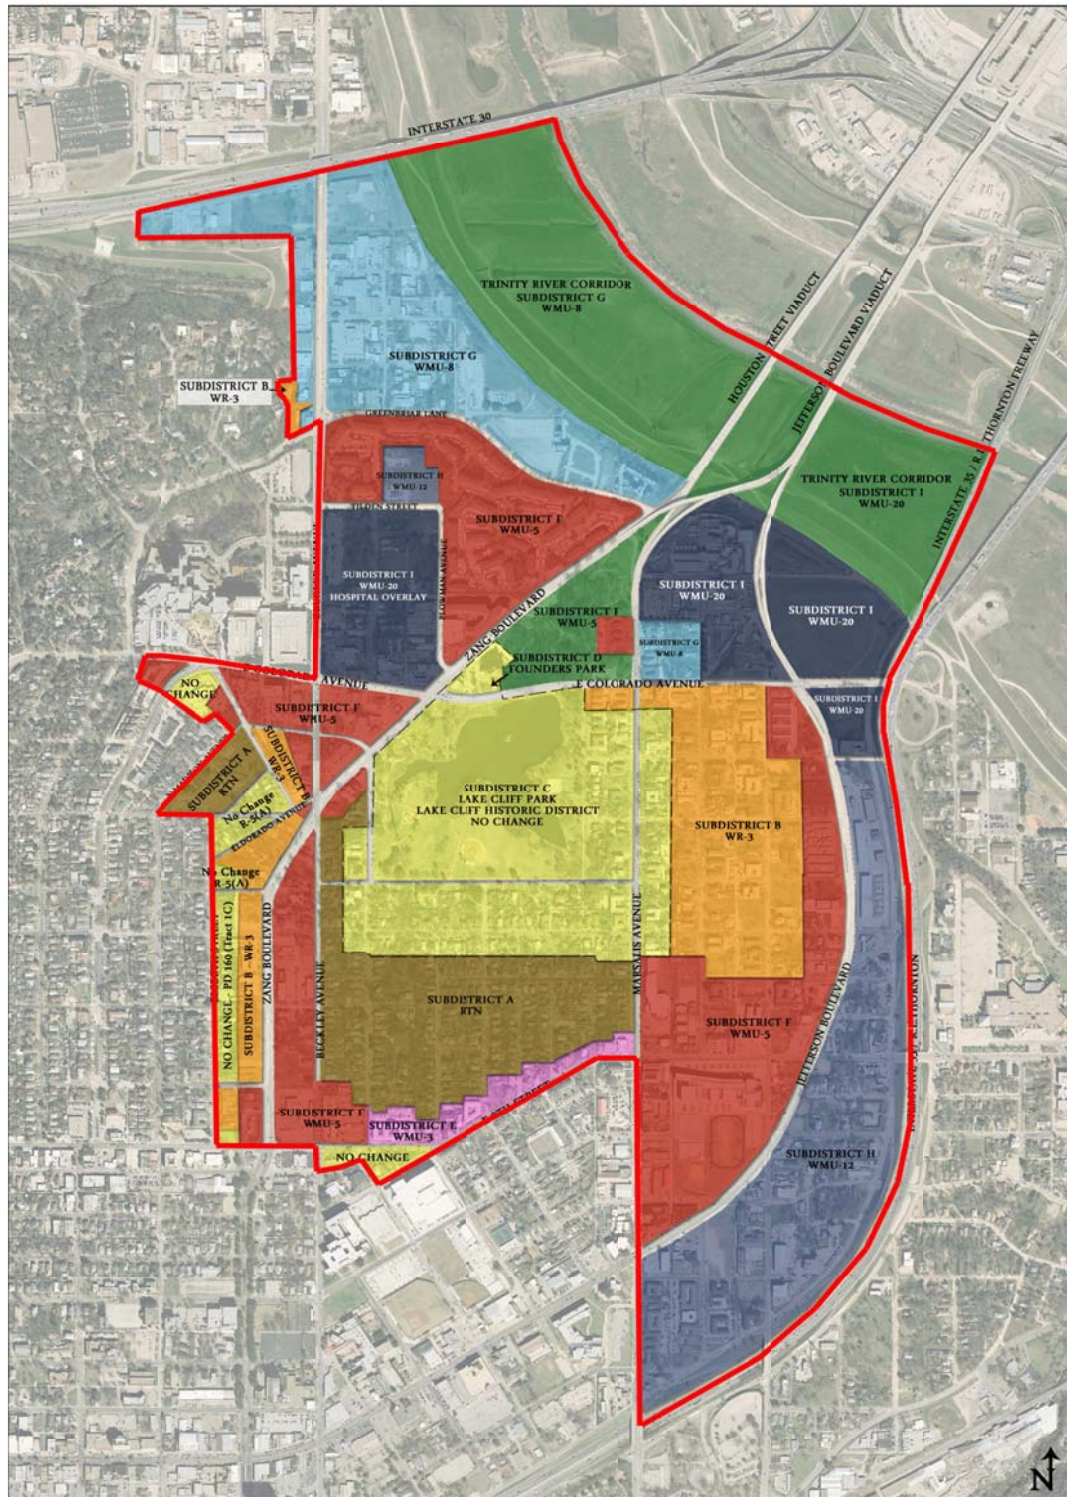 INTERSTATE 30
TRINITY RIVER CORRIDOR
SUBDISTRICT G
WMU-8
HOUSTON STREET VIADUCT
JEFFERSON BOULEVARD VIADUCT
SUBDISTRICT G
WMU-8
SUBDISTRICT B
WR-3
GREENBRIAR LANE
INTERSTATE 35 / R.L. THORNTON FREEWAY
SUBDISTRICT H
WMU-12
TRINITY RIVER CORRIDOR
SUBDISTRICT I
WMU-20
TILDEN STREET
SUBDISTRICT F
WMU-5
SUBDISTRICT I
WMU-20
HOSPITAL OVERLAY
PLOWMAN AVENUE
SUBDISTRICT I
WMU-20
SUBDISTRICT I
WMU-20
ZANG BOULEVARD
SUBDISTRICT F
WMU-5
SUBDISTRICT G
WMU-8
SUBDISTRICT D
FOUNDERS PARK
AVENUE
E COLORADO AVENUE
NO
CHANGE
SUBDISTRICT F
WMU-5
SUBDISTRICT I
WMU-20
SUBDISTRICT B
WR-3
SUBDISTRICT A
RTN
No Change
R-5(A)
ELDORADO AVENUE
SUBDISTRICT C
LAKE CLIFF PARK
LAKE CLIFF HISTORIC DISTRICT
NO CHANGE
SUBDISTRICT B
WR-3
No Change
R-5(A)
NO CHANGE - PD 160 (Tract 1C)
SUBDISTRICT B - WR-3
ZANG BOULEVARD
BECKLEY AVENUE
MARSALIS AVENUE
SUBDISTRICT A
RTN
SUBDISTRICT F
WMU-5
JEFFERSON BOULEVARD
SUBDISTRICT F
WMU-5
SUBDISTRICT E
WMU-3
STREET
NO CHANGE
SUBDISTRICT H
WMU-12
N